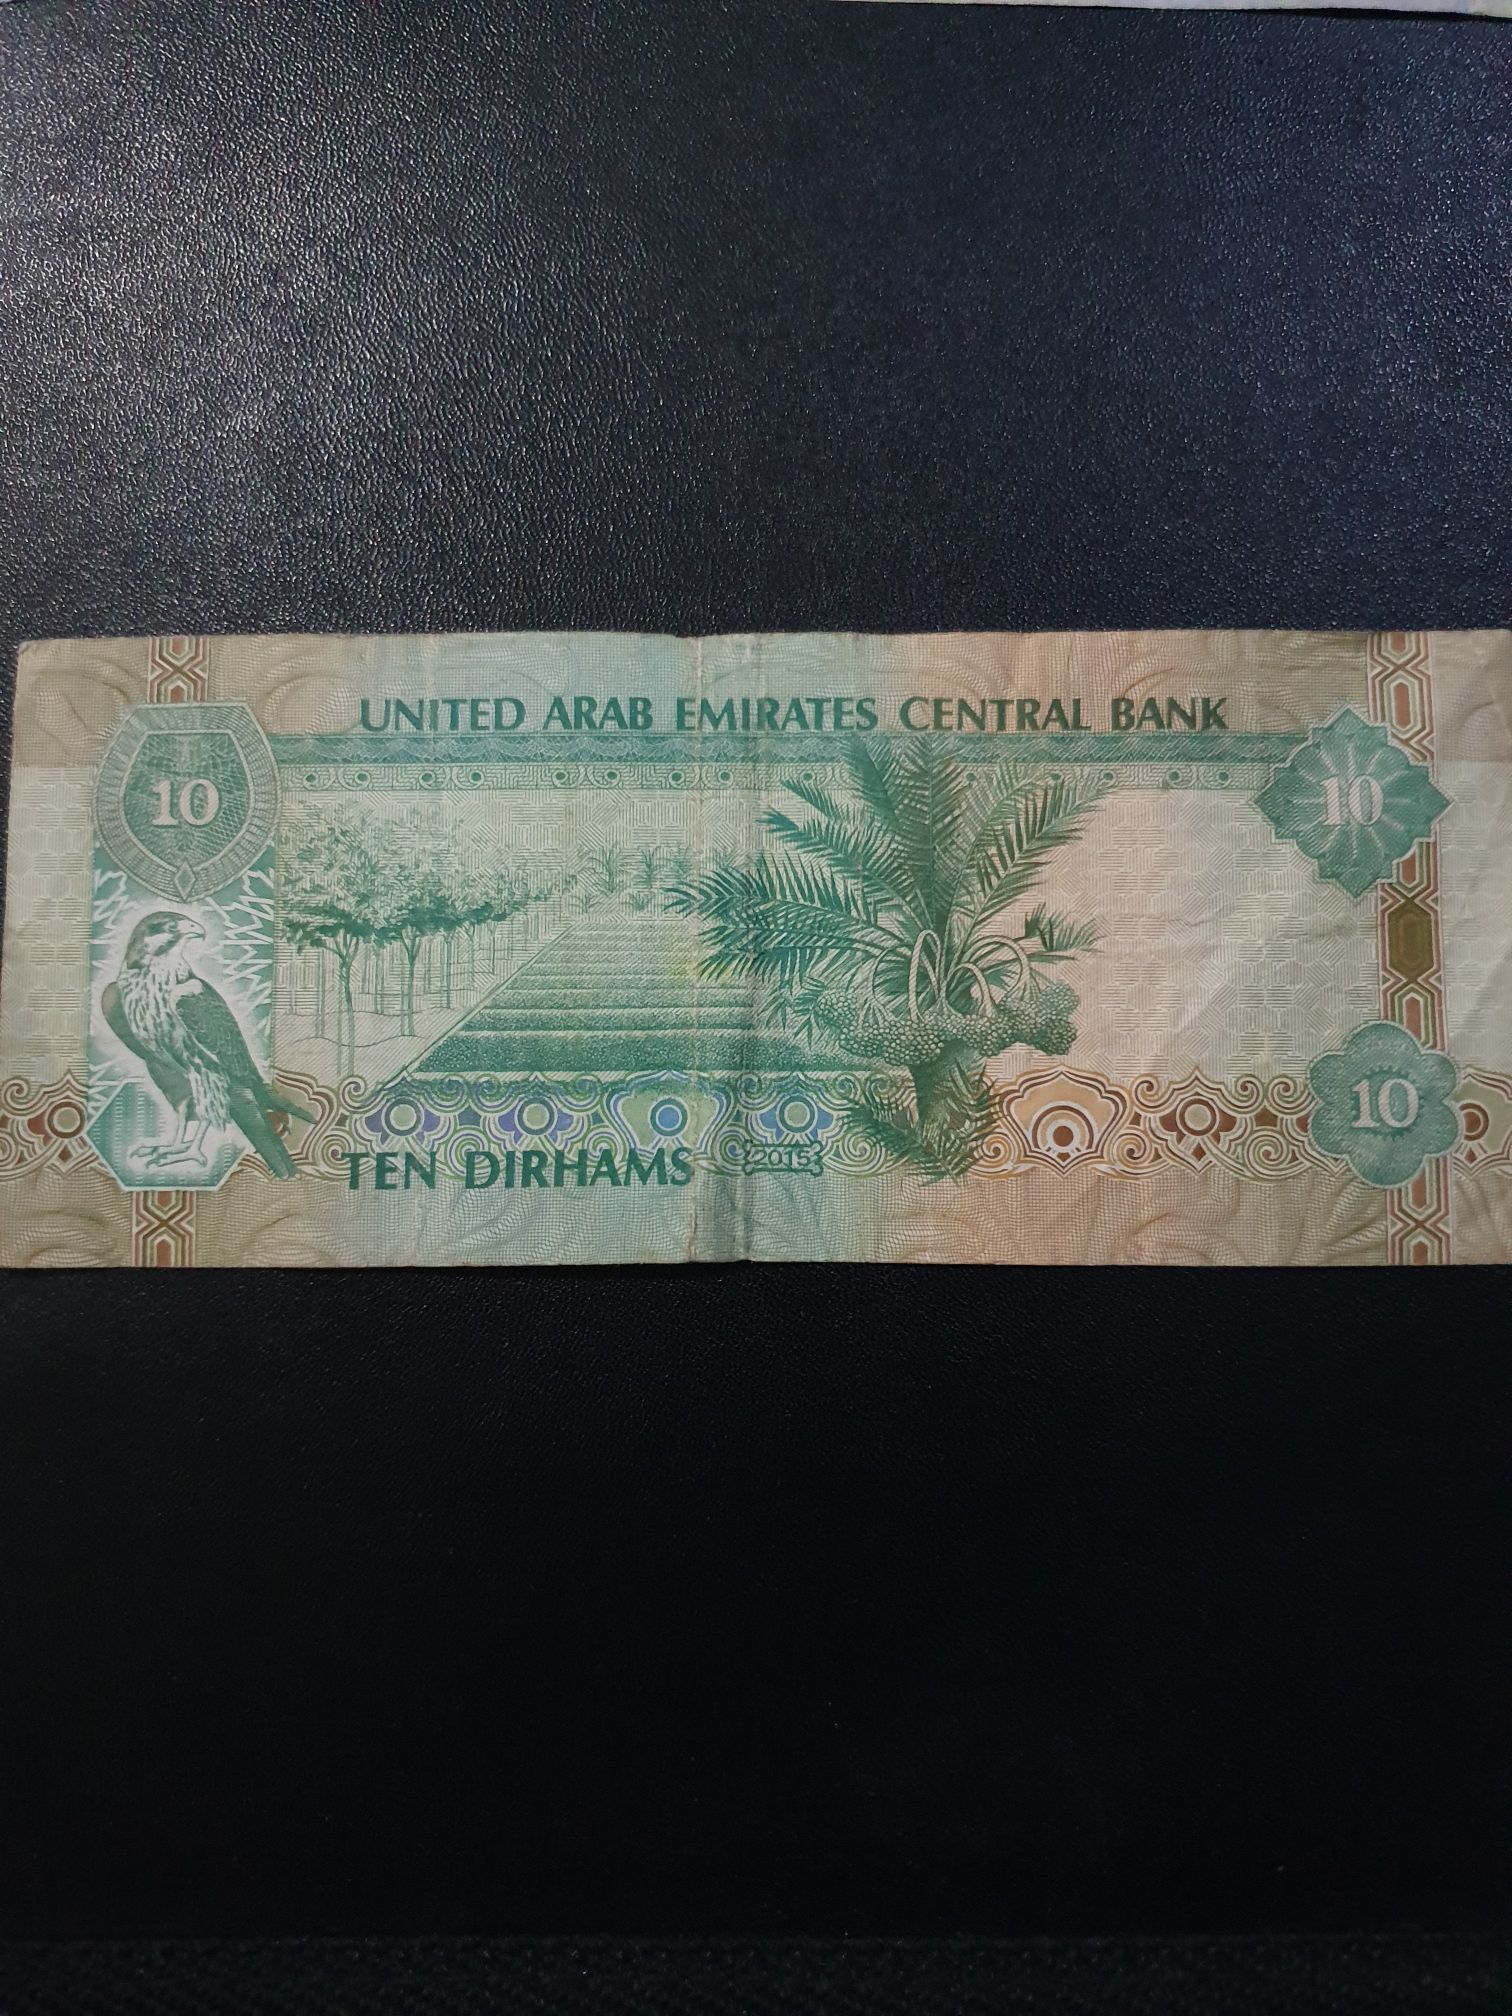 UNITED ARAB EMIRATES CENTRAL BANK
10
10
10
TEN DIRHAMS
2015